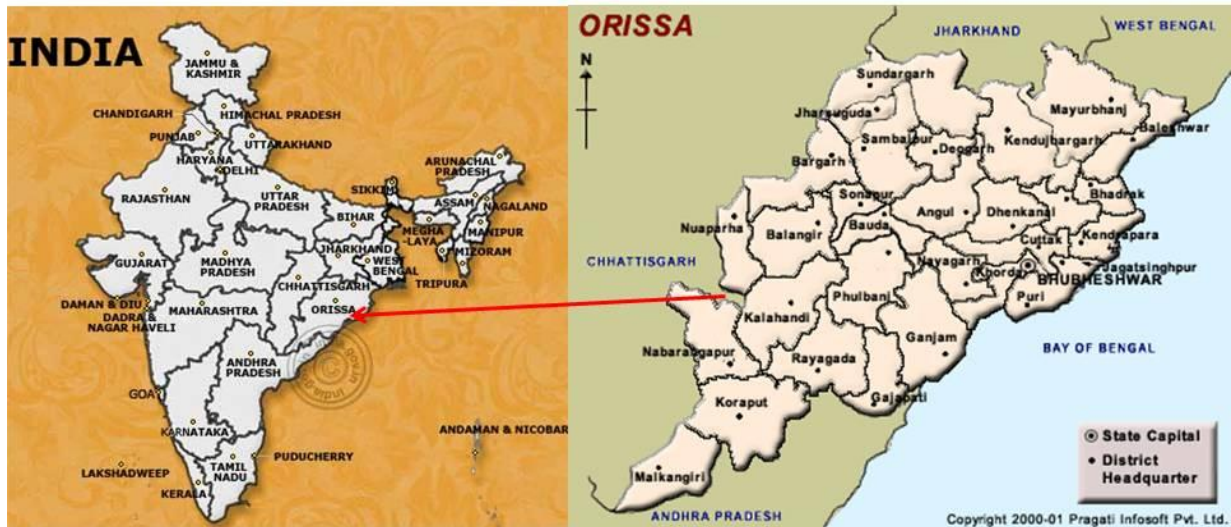 INDIA
JAMMU &
KASHMIR
CHANDIGARH
HIMACHAL PRADESH
PUNJAB
UTTARAKHAND
HARYANA
DELHI
ARUNACHAL
PRADESH
SIKKIM
RAJASTHAN
UTTAR
PRADESH
ASSAM
NAGALAND
BIHAR
MEGHA
-LAYA
MANIPUR
JHARKHAND
MIZORAM
GUJARAT
MADHYA
PRADESH
WEST
BENGAL
TRIPURA
CHHATTISGARH
DAMAN & DIU
DADRA &
NAGAR HAVELI
MAHARASHTRA
ORISSA
ANDHRA
PRADESH
GOA
KARNATAKA
ANDAMAN & NICOBAR
LAKSHADWEEP
TAMIL
NADU
PUDUCHERRY
KERALA
ORISSA
N
JHARKHAND
WEST BENGAL
Sundargarh
Mayurbhanj
Jharsuguda
Baleshwar
Sambalpur
Kendujhargarh
Deogarh
Bargarh
Bhadrak
Sonapur
Nuaparha
Balangir
Bauda
Angul
Dhenkanal
Cuttak
Kendrapara
CHHATTISGARH
Nayagarh
Khordar
Jagatsinghpur
BHUBHESHWAR
Phulbani
Puri
Kalahandi
Ganjam
BAY OF BENGAL
Nabarangapur
Rayagada
Gajapati
Koraput
Malkangiri
State Capital
District
Headquarter
ANDHRA PRADESH
Copyright 2000-01 Pragati Infosoft Pvt. Ltd.